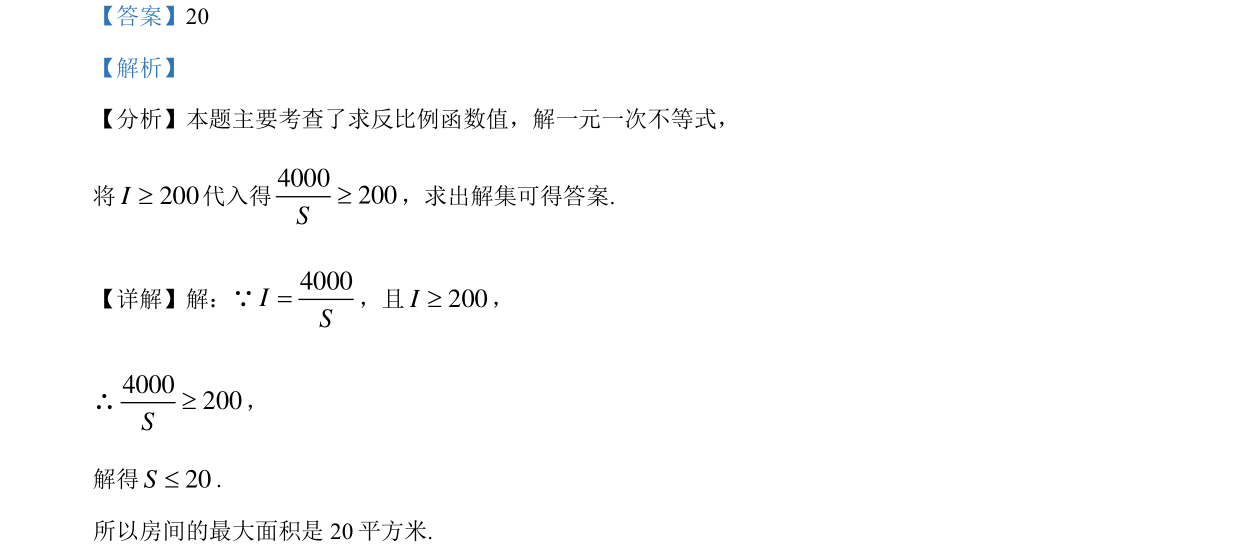 【答案】20
【解析】
【分析】本题主要考查了求反比例函数值，解一元一次不等式，
将 I ≥ 200 代入得 4000/S ≥ 200，求出解集可得答案.
【详解】解：∵ I = 4000/S，且 I ≥ 200，
∴ 4000/S ≥ 200，
解得 S ≤ 20.
所以房间的最大面积是 20 平方米.